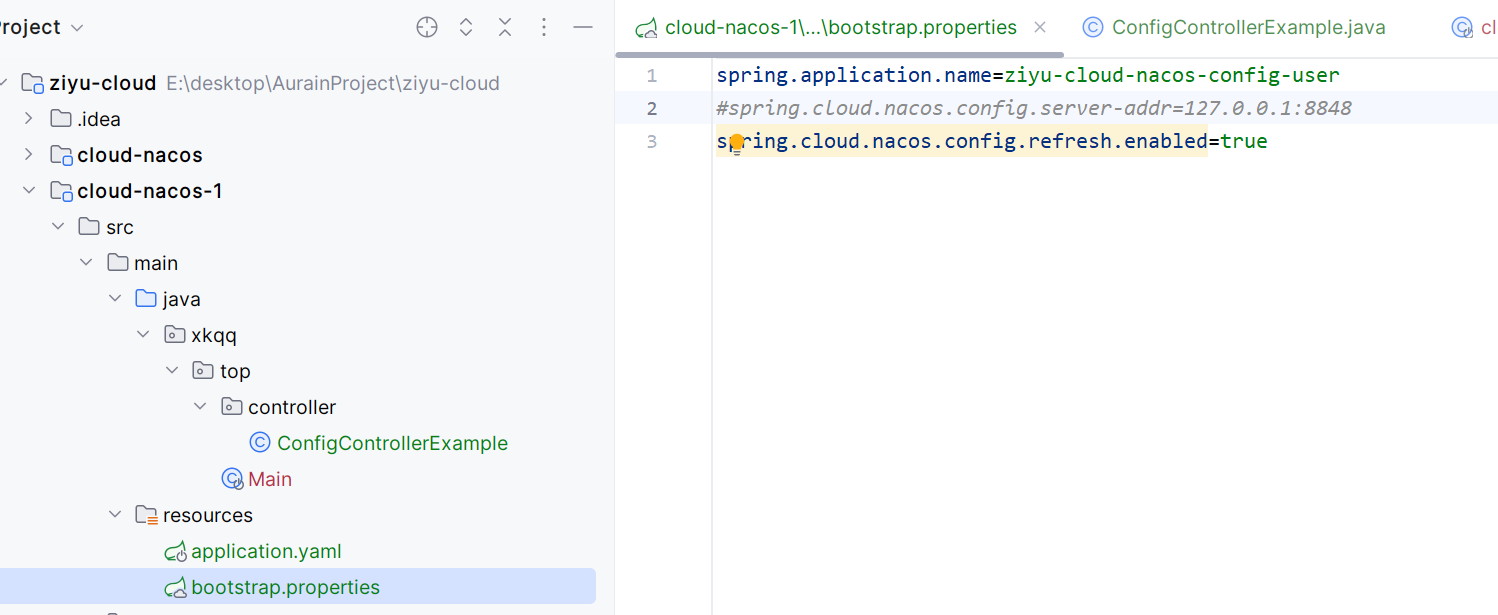 Project
ziyu-cloud E:\desktop\AurainProject\ziyu-cloud
.idea
cloud-nacos
cloud-nacos-1
src
main
java
xkqq
top
controller
ConfigControllerExample
Main
resources
application.yaml
bootstrap.properties
cloud-nacos-1\...\bootstrap.properties
ConfigControllerExample.java
cl
1 spring.application.name=ziyu-cloud-nacos-config-user
2 #spring.cloud.nacos.config.server-addr=127.0.0.1:8848
3 spring.cloud.nacos.config.refresh.enabled=true